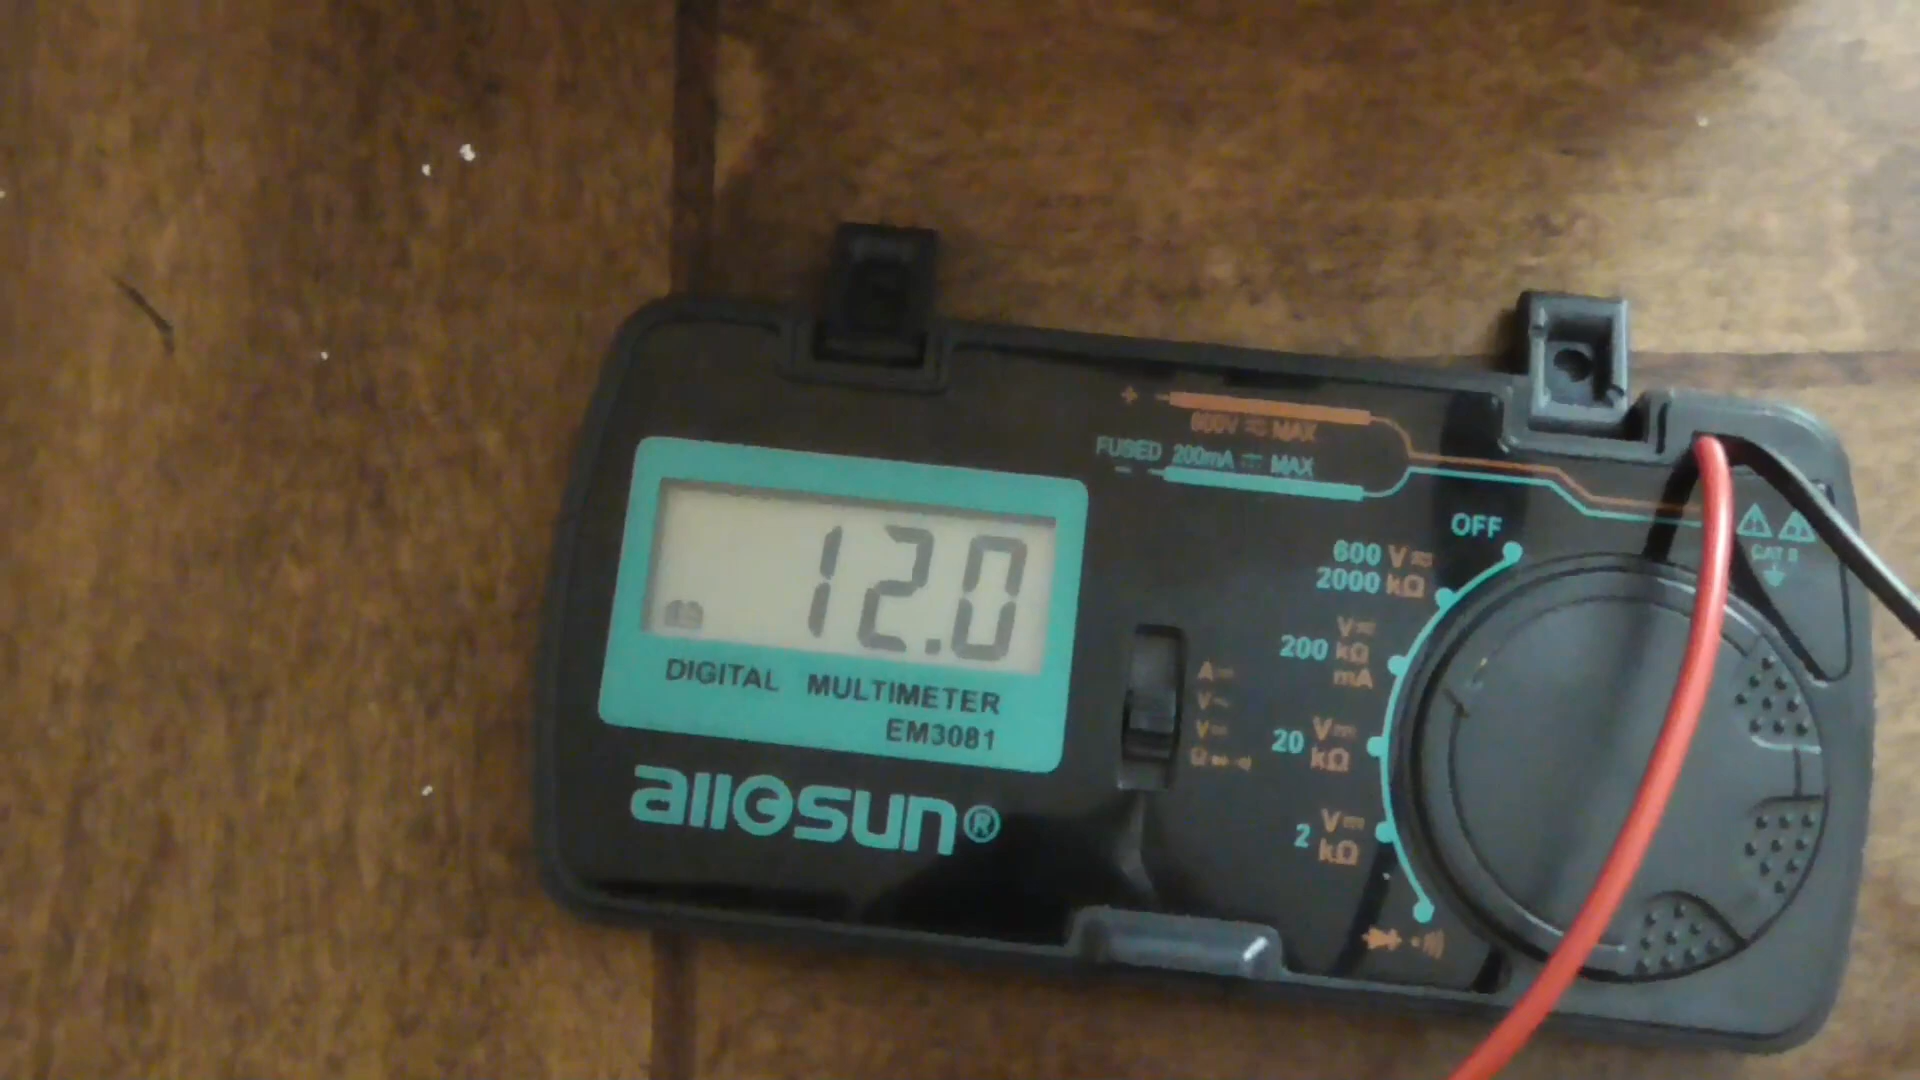 12.0
DIGITAL MULTIMETER
EM3081
allosun®
+
600V MAX
FUSED 200mA MAX
OFF
600 V
2000 kΩ
V
200 kΩ
mA
20 V
kΩ
2 V
kΩ
A
V
V
Ω
CAT II